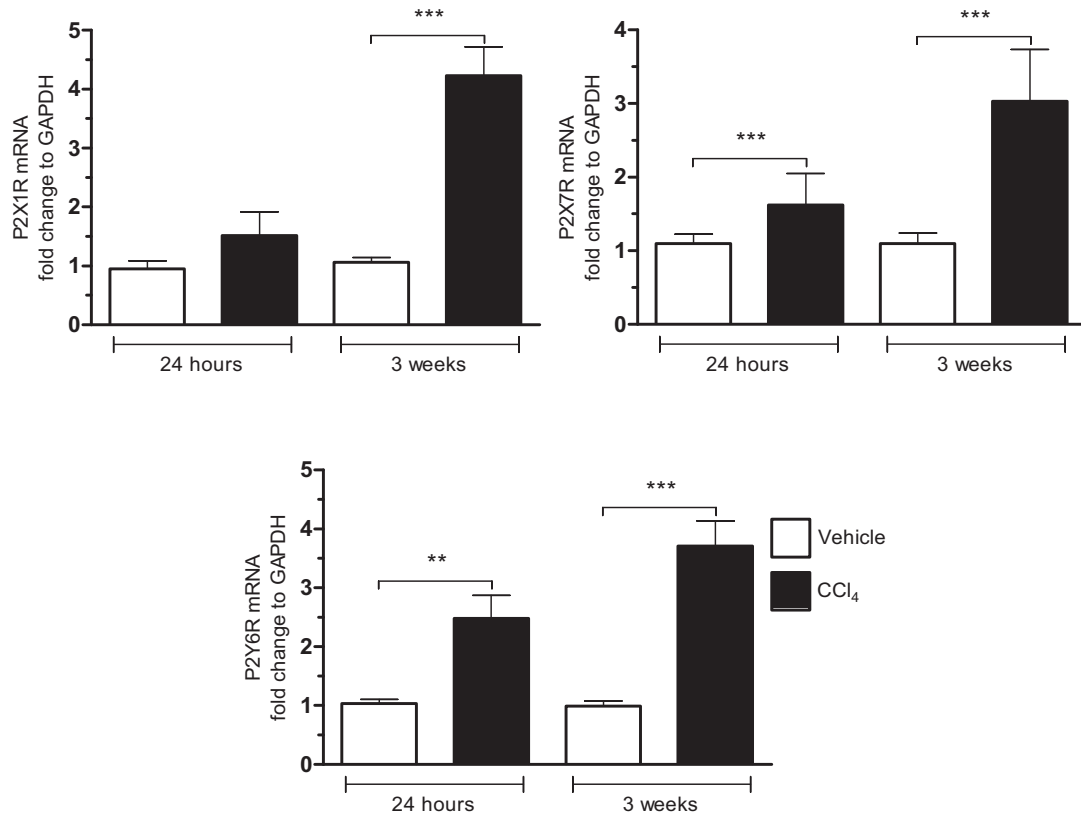 P2X1R mRNA
fold change to GAPDH
5
4
3
2
1
0
***
24 hours
3 weeks
P2X7R mRNA
fold change to GAPDH
4
3
2
1
0
***
***
24 hours
3 weeks
P2Y6R mRNA
fold change to GAPDH
5
4
3
2
1
0
**
***
24 hours
3 weeks
Vehicle
CCl₄